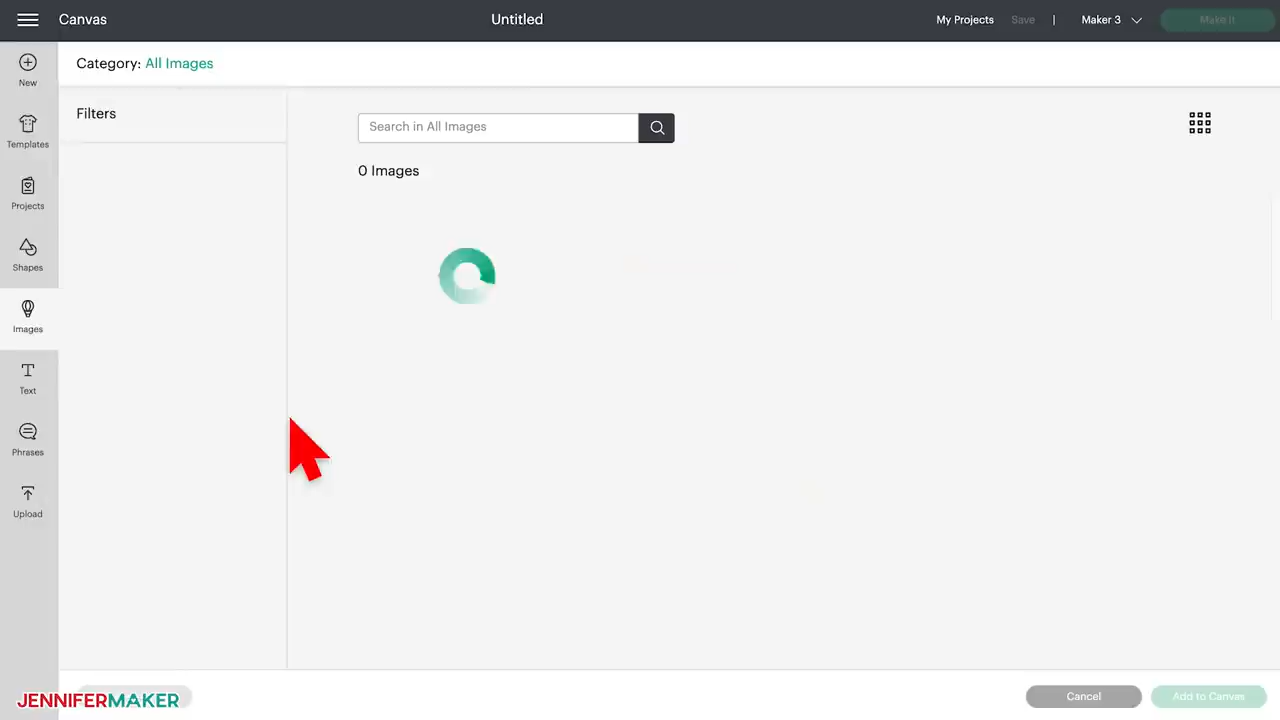 Canvas
Untitled
My Projects
Save
|
Maker 3
Make It
New
Templates
Projects
Shapes
Images
Text
Phrases
Upload
Category: All Images
Filters
Search in All Images
0 Images
JENNIFERMAKER
Cancel
Add to Canvas